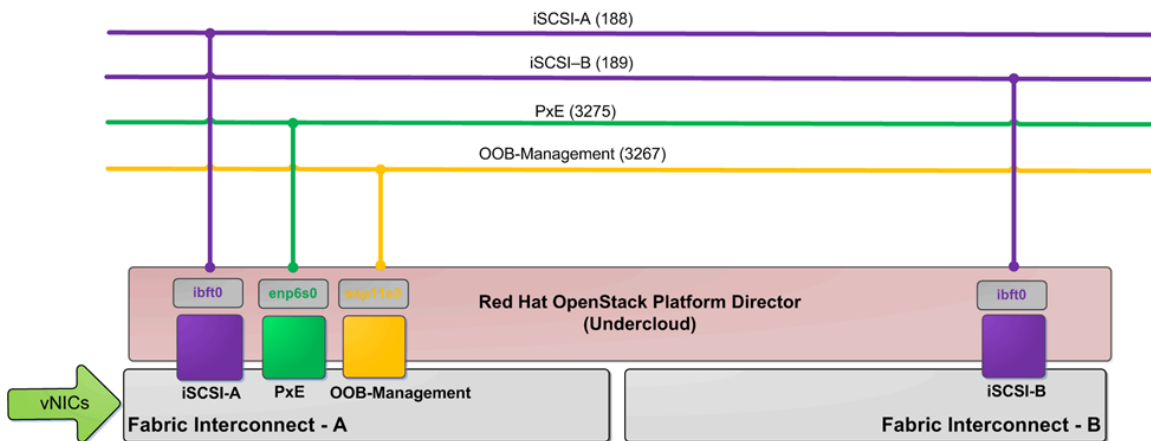 iSCSI-A (188)
iSCSI–B (189)
PxE (3275)
OOB-Management (3267)
ibft0
enp6s0
enp11s0
Red Hat OpenStack Platform Director
(Undercloud)
ibft0
iSCSI-A
PxE
OOB-Management
iSCSI-B
vNICs
Fabric Interconnect - A
Fabric Interconnect - B